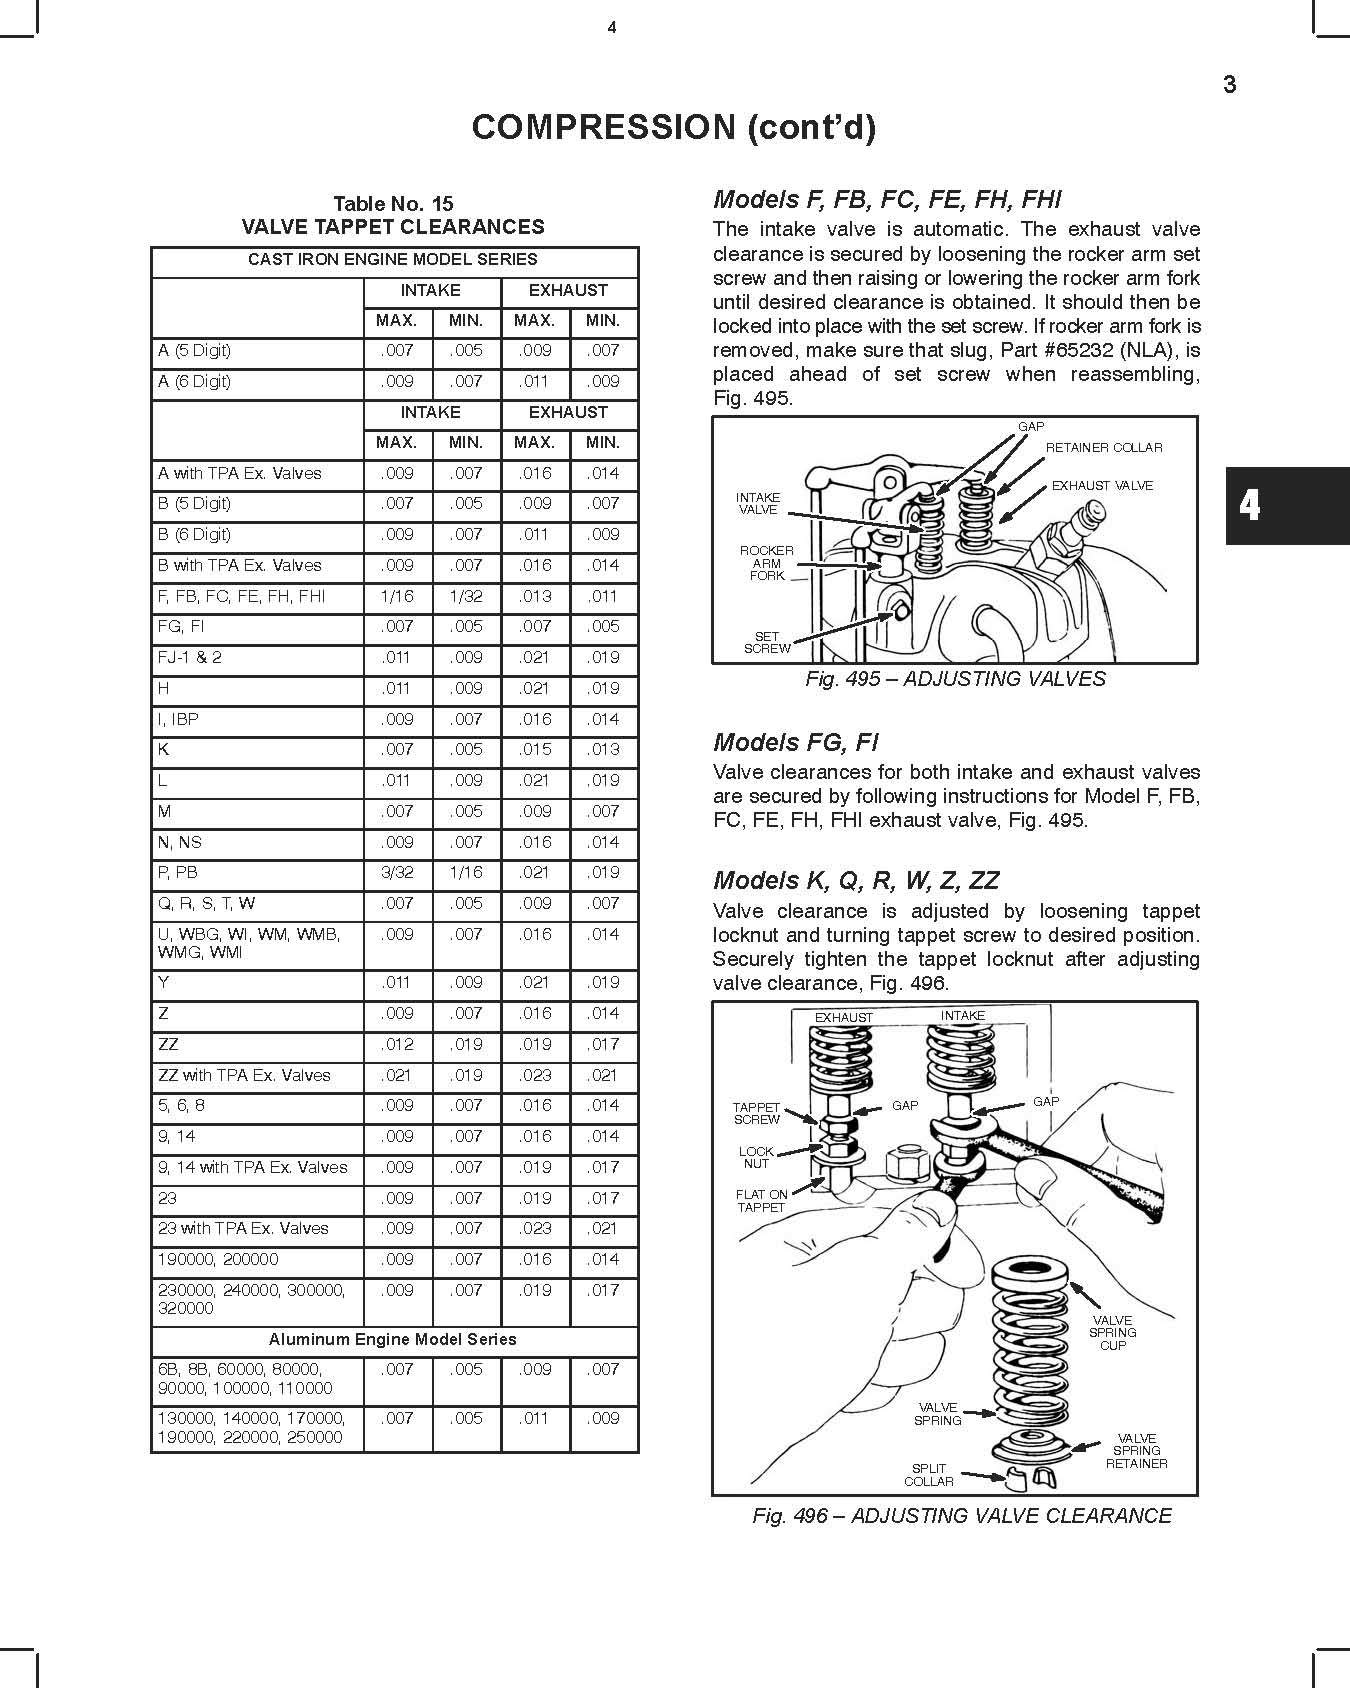 4
3
COMPRESSION (cont’d)
Table No. 15
VALVE TAPPET CLEARANCES
CAST IRON ENGINE MODEL SERIES
INTAKE EXHAUST
MAX. MIN. MAX. MIN.
A (5 Digit) .007 .005 .009 .007
A (6 Digit) .009 .007 .011 .009
INTAKE EXHAUST
MAX. MIN. MAX. MIN.
A with TPA Ex. Valves .009 .007 .016 .014
B (5 Digit) .007 .005 .009 .007
B (6 Digit) .009 .007 .011 .009
B with TPA Ex. Valves .009 .007 .016 .014
F, FB, FC, FE, FH, FHI 1/16 1/32 .013 .011
FG, FI .007 .005 .007 .005
FJ-1 & 2 .011 .009 .021 .019
H .011 .009 .021 .019
I, IBP .009 .007 .016 .014
K .007 .005 .015 .013
L .011 .009 .021 .019
M .007 .005 .009 .007
N, NS .009 .007 .016 .014
P, PB 3/32 1/16 .021 .019
Q, R, S, T, W .007 .005 .009 .007
U, WBG, WI, WM, WMB, .009 .007 .016 .014
WMG, WMI
Y .011 .009 .021 .019
Z .009 .007 .016 .014
ZZ .012 .019 .019 .017
ZZ with TPA Ex. Valves .021 .019 .023 .021
5, 6, 8 .009 .007 .016 .014
9, 14 .009 .007 .016 .014
9, 14 with TPA Ex. Valves .009 .007 .019 .017
23 .009 .007 .019 .017
23 with TPA Ex. Valves .009 .007 .023 .021
190000, 200000 .009 .007 .016 .014
230000, 240000, 300000, .009 .007 .019 .017
320000
Aluminum Engine Model Series
6B, 8B, 60000, 80000, .007 .005 .009 .007
90000, 100000, 110000
130000, 140000, 170000, .007 .005 .011 .009
190000, 220000, 250000
Models F, FB, FC, FE, FH, FHI
The intake valve is automatic. The exhaust valve
clearance is secured by loosening the rocker arm set
screw and then raising or lowering the rocker arm fork
until desired clearance is obtained. It should then be
locked into place with the set screw. If rocker arm fork is
removed, make sure that slug, Part #65232 (NLA), is
placed ahead of set screw when reassembling,
Fig. 495.
GAP
RETAINER COLLAR
EXHAUST VALVE
INTAKE
VALVE
ROCKER
ARM
FORK
SET
SCREW
Fig. 495 – ADJUSTING VALVES
4
Models FG, FI
Valve clearances for both intake and exhaust valves
are secured by following instructions for Model F, FB,
FC, FE, FH, FHI exhaust valve, Fig. 495.
Models K, Q, R, W, Z, ZZ
Valve clearance is adjusted by loosening tappet
locknut and turning tappet screw to desired position.
Securely tighten the tappet locknut after adjusting
valve clearance, Fig. 496.
EXHAUST INTAKE
TAPPET
SCREW
GAP
GAP
LOCK
NUT
FLAT ON
TAPPET
VALVE
SPRING
CUP
VALVE
SPRING
VALVE
SPRING
RETAINER
SPLIT
COLLAR
Fig. 496 – ADJUSTING VALVE CLEARANCE